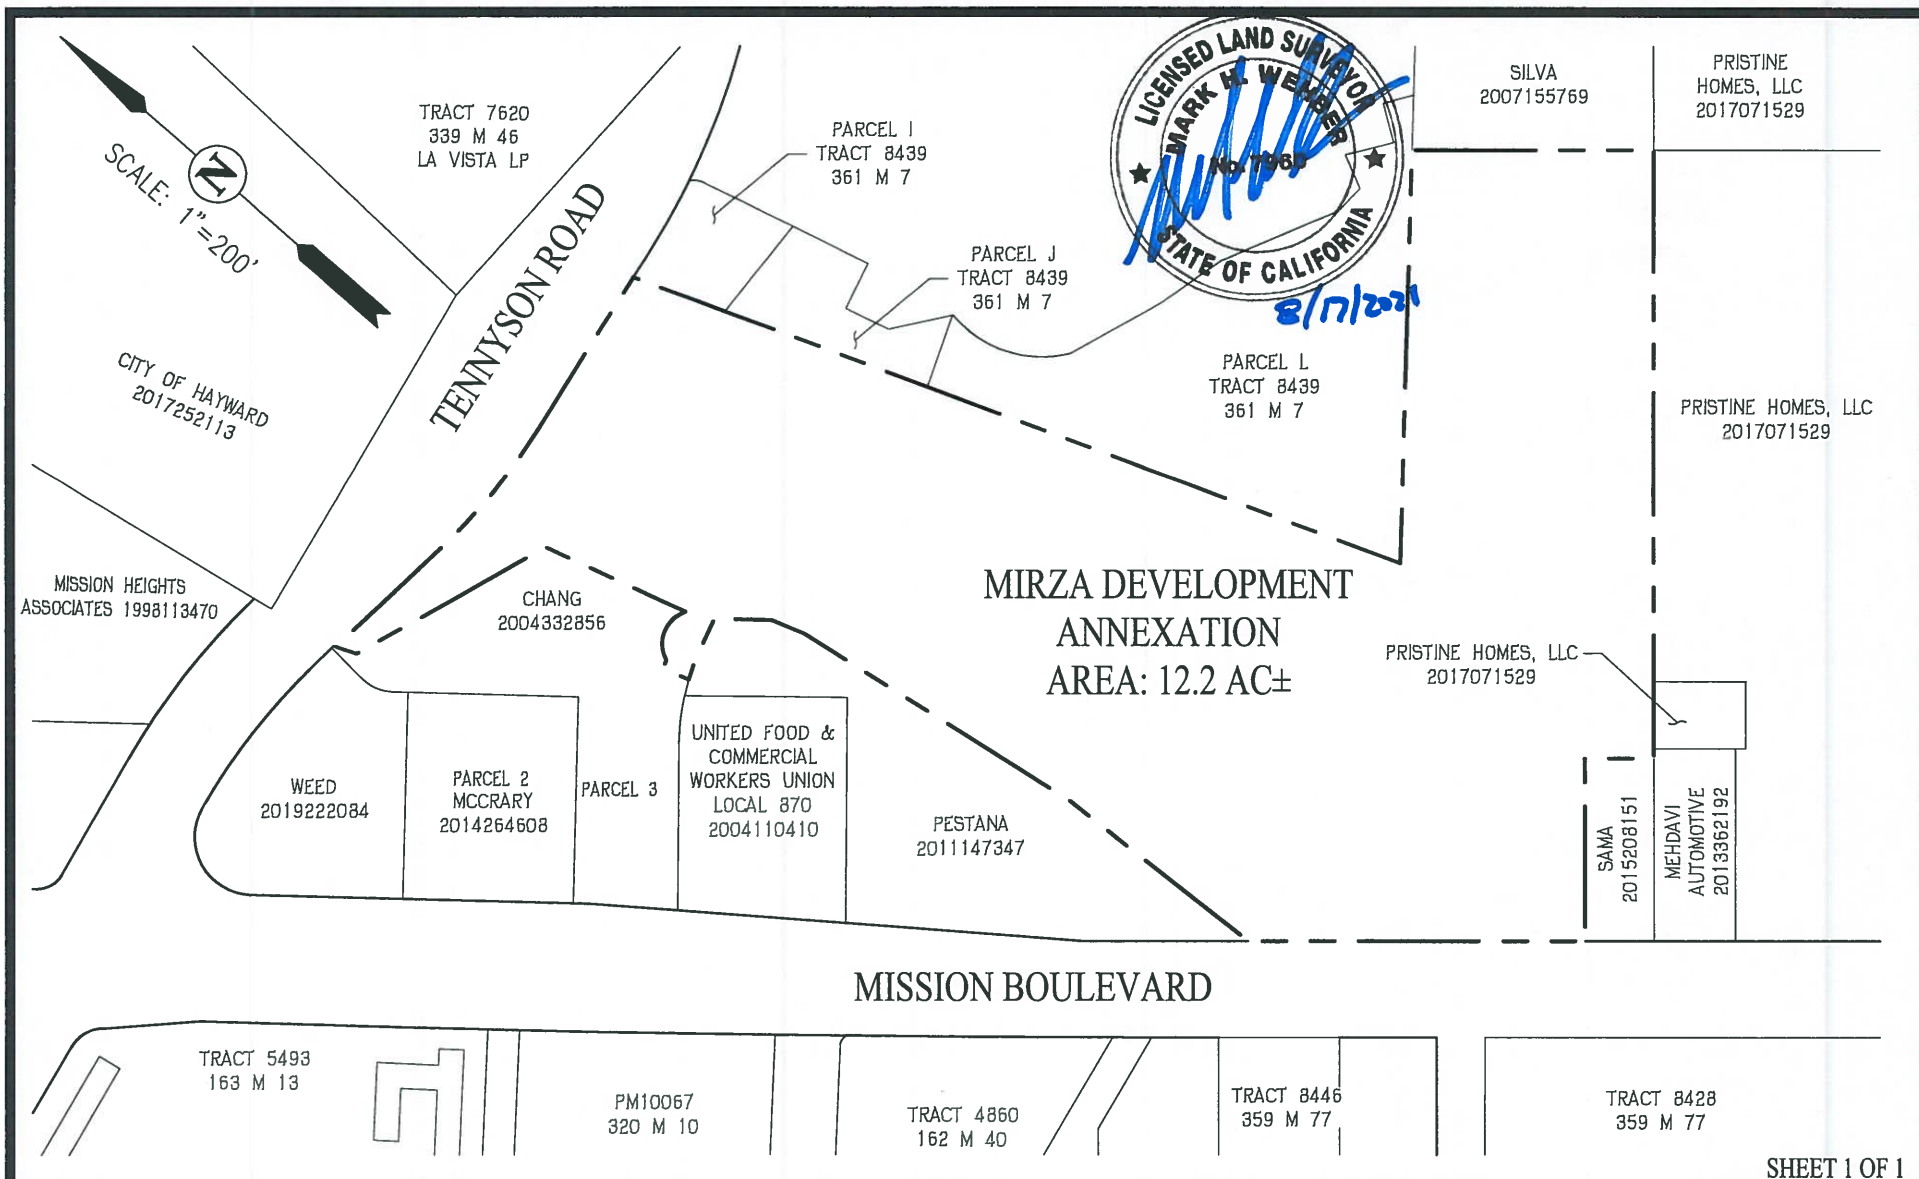 TRACT 7620
339 M 46
LA VISTA LP
N
SCALE: 1"=200'
PARCEL I
TRACT 8439
361 M 7
LICENSED LAND SURVEYOR
MARK H. WEHBER
STATE OF CALIFORNIA
8/17/2021
SILVA
2007155769
PRISTINE
HOMES, LLC
2017071529
TENNYSON ROAD
PARCEL J
TRACT 8439
361 M 7
PARCEL L
TRACT 8439
361 M 7
CITY OF HAYWARD
2017252113
PRISTINE HOMES, LLC
2017071529
MISSION HEIGHTS
ASSOCIATES 1998113470
CHANG
2004332856
MIRZA DEVELOPMENT
ANNEXATION
AREA: 12.2 AC±
PRISTINE HOMES, LLC
2017071529
WEED
2019222084
PARCEL 2
MCCRARY
2014264608
PARCEL 3
UNITED FOOD &
COMMERCIAL
WORKERS UNION
LOCAL 870
2004110410
PESTANA
2011147347
SAMA
2015208151
MEHDAVI
AUTOMOTIVE
2013362192
MISSION BOULEVARD
TRACT 5493
163 M 13
PM10067
320 M 10
TRACT 4860
162 M 40
TRACT 8446
359 M 77
TRACT 8428
359 M 77
SHEET 1 OF 1